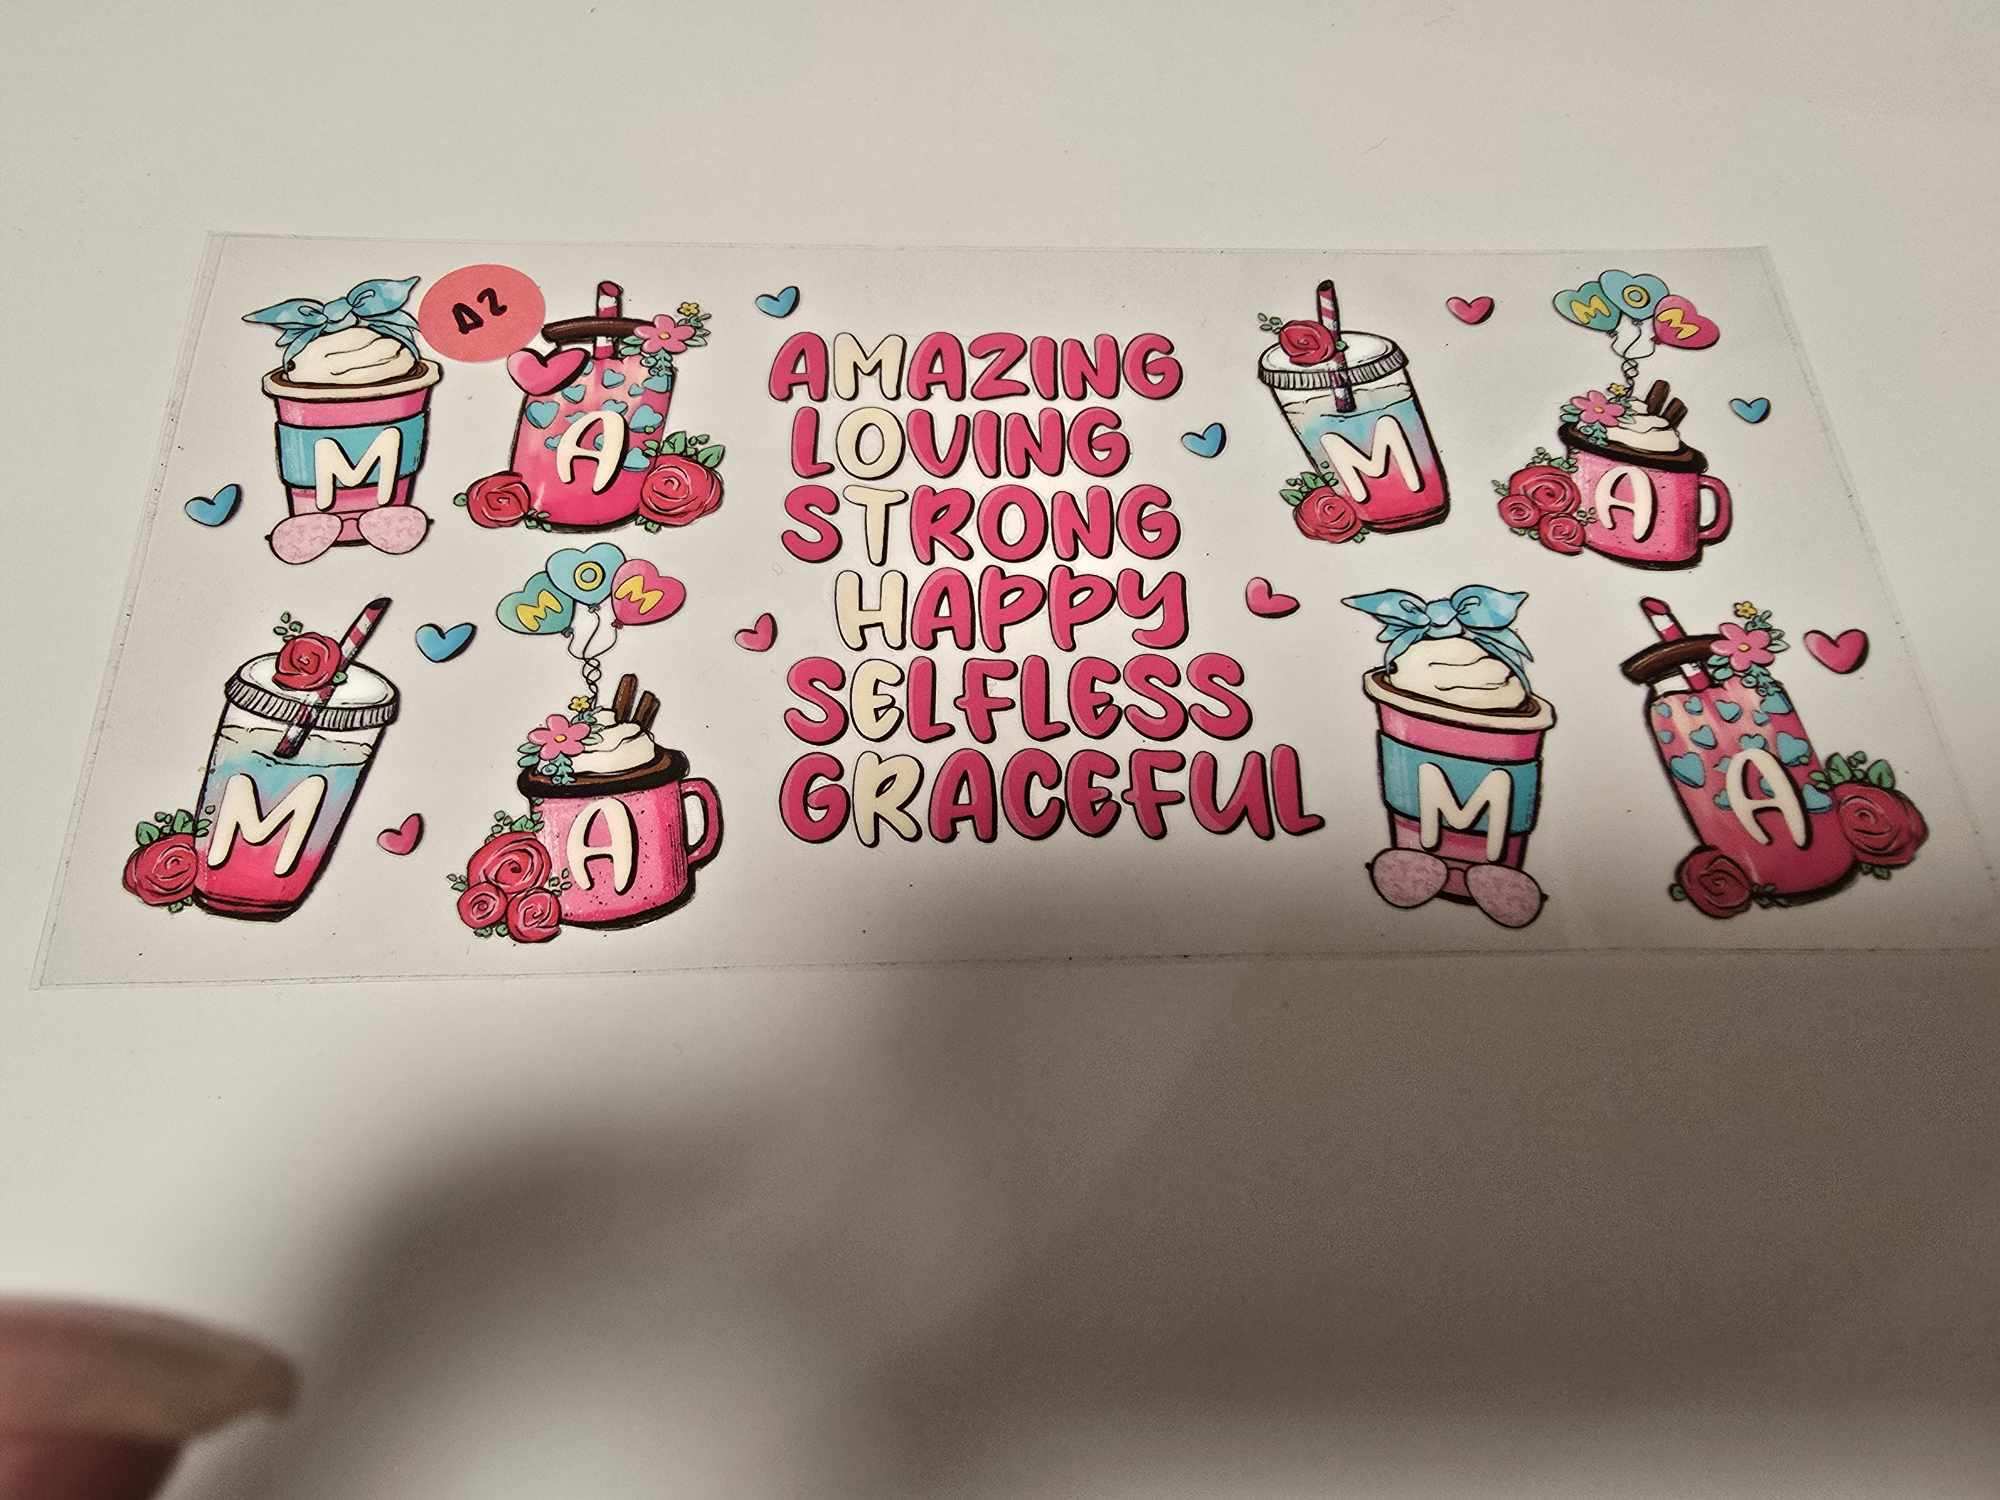 A2
M
A
AMAZING
LOVING
STRONG
HAPPY
SELFLESS
GRACEFUL
M
MOM
A
M
MOM
A
M
A